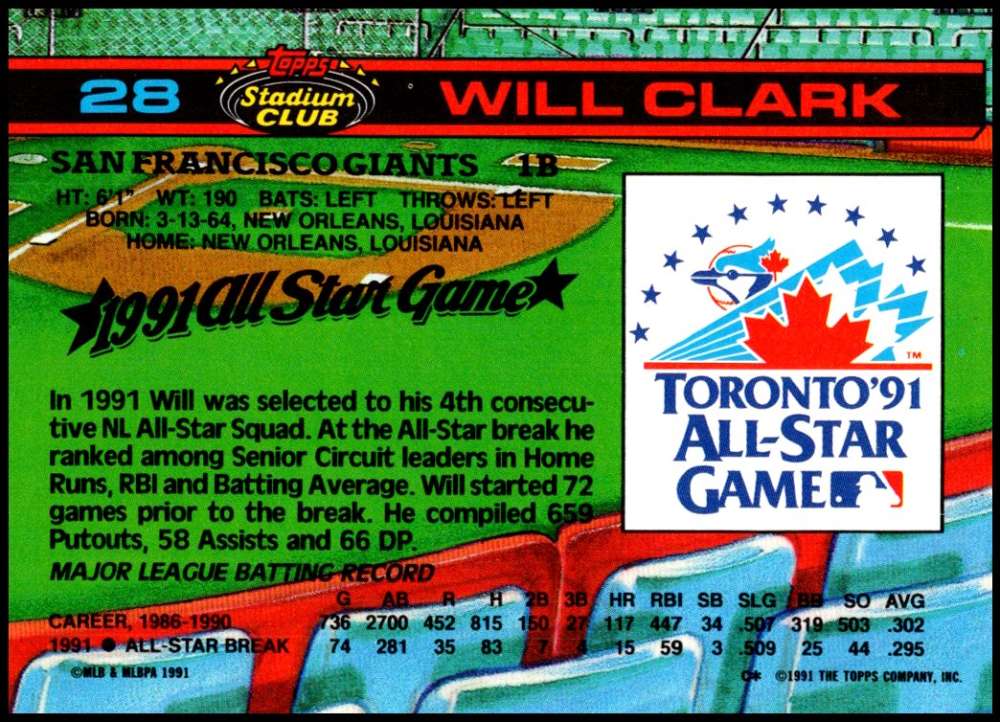 28 Topps Stadium CLUB WILL CLARK
SAN FRANCISCO GIANTS 1B
HT: 6'1" WT: 190 BATS: LEFT THROWS: LEFT
BORN: 3-13-64, NEW ORLEANS, LOUISIANA
HOME: NEW ORLEANS, LOUISIANA
1991 All Star Game
In 1991 Will was selected to his 4th consecu-
tive NL All-Star Squad. At the All-Star break he
ranked among Senior Circuit leaders in Home
Runs, RBI and Batting Average. Will started 72
games prior to the break. He compiled 659
Putouts, 58 Assists and 66 DP.
TM
TORONTO '91
ALL-STAR
GAME
MAJOR LEAGUE BATTING RECORD
G AB R H 2B 3B HR RBI SB SLG BB SO AVG
CAREER, 1986-1990 736 2700 452 815 150 27 117 447 34 .507 319 503 .302
1991 ● ALL-STAR BREAK 74 281 35 83 7 4 15 59 3 .509 25 44 .295
©MLB & MLBPA 1991 C* ©1991 THE TOPPS COMPANY, INC.